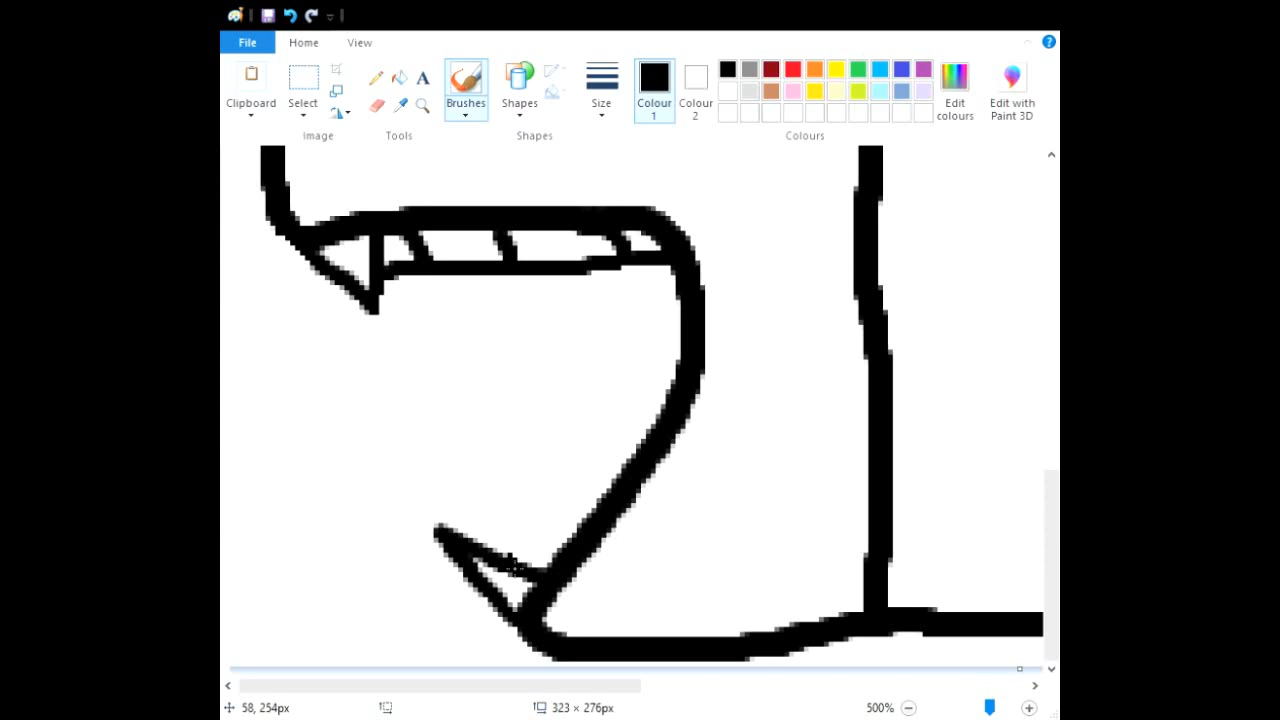 File Home View
Clipboard Select Brushes Shapes Size Colour 1 Colour 2 Edit colours Edit with Paint 3D
A
Image Tools Shapes Colours
58, 254px 323 × 276px 500%